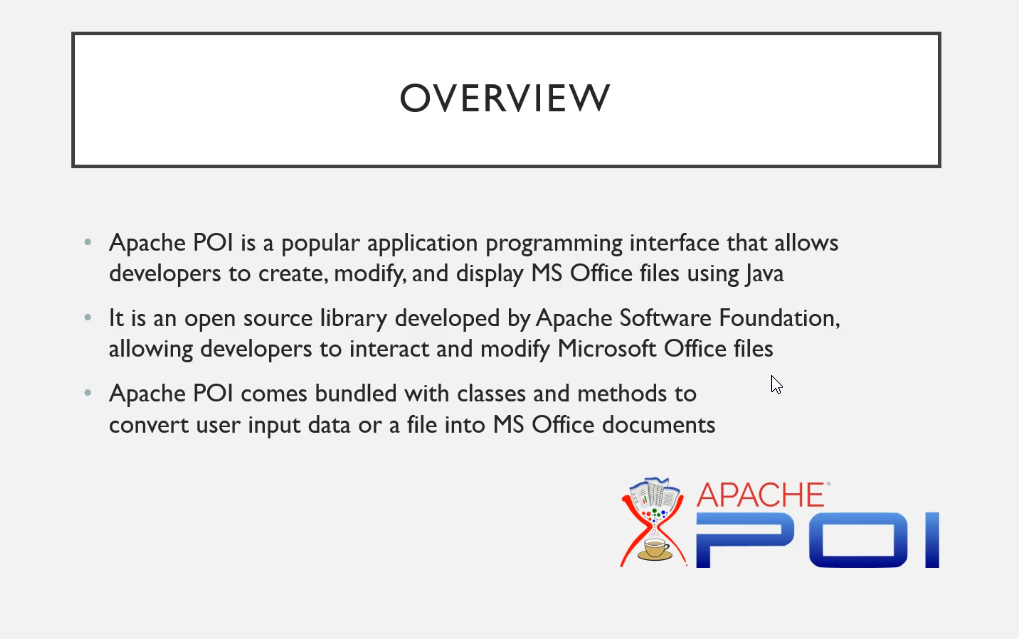 OVERVIEW
• Apache POI is a popular application programming interface that allows
developers to create, modify, and display MS Office files using Java
• It is an open source library developed by Apache Software Foundation,
allowing developers to interact and modify Microsoft Office files
• Apache POI comes bundled with classes and methods to
convert user input data or a file into MS Office documents
APACHE®
POI